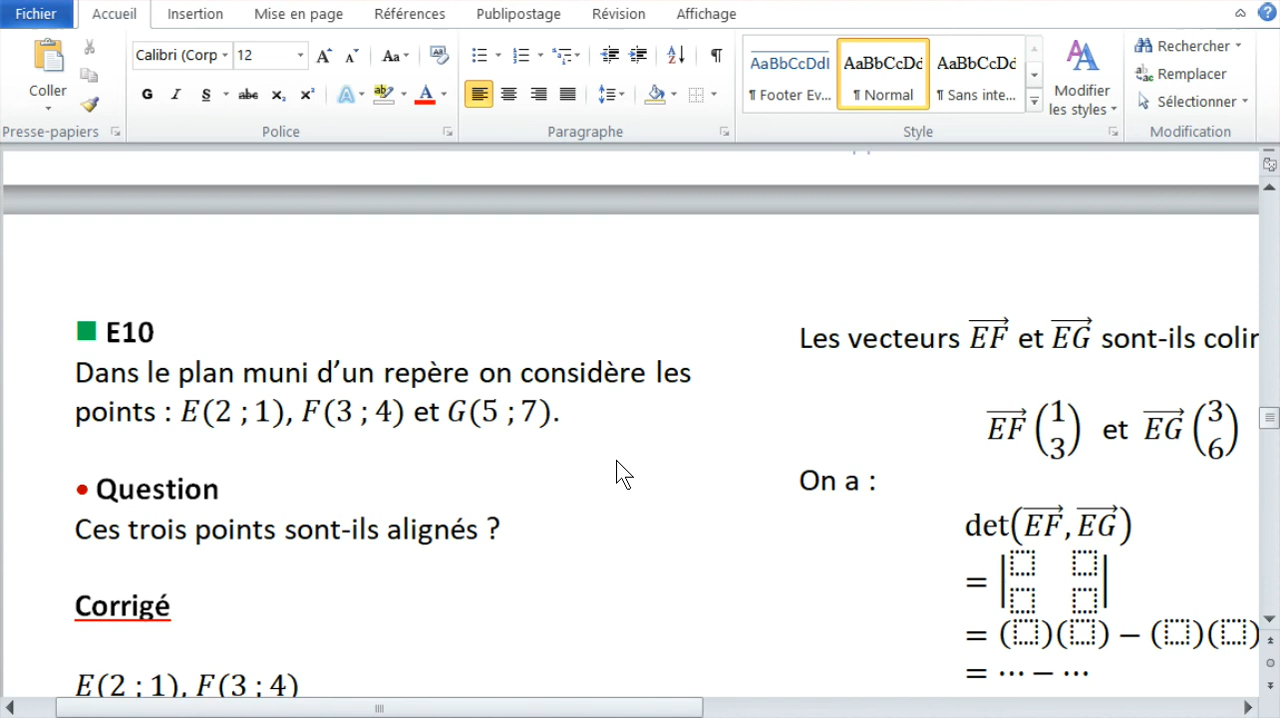 Fichier Accueil Insertion Mise en page Références Publipostage Révision Affichage
Calibri (Corp 12
Coller
G I S abc x₂ x² Aa A A
AaBbCcDdI AaBbCcDd AaBbCcDd
¶ Footer Ev... ¶ Normal ¶ Sans inte...
Modifier les styles
Rechercher
Remplacer
Sélectionner
Presse-papiers Police Paragraphe Style Modification
E10
Dans le plan muni d’un repère on considère les
points : E(2 ; 1), F(3 ; 4) et G(5 ; 7).
• Question
Ces trois points sont-ils alignés ?
Corrigé
E(2 ; 1), F(3 ; 4)
Les vecteurs EF⃗ et EG⃗ sont-ils colin
EF⃗ (1 3) et EG⃗ (3 6)
On a :
det(EF⃗, EG⃗)
= |⬚ ⬚ ⬚ ⬚|
= (⬚)(⬚) − (⬚)(⬚)
= ⋯ − ⋯